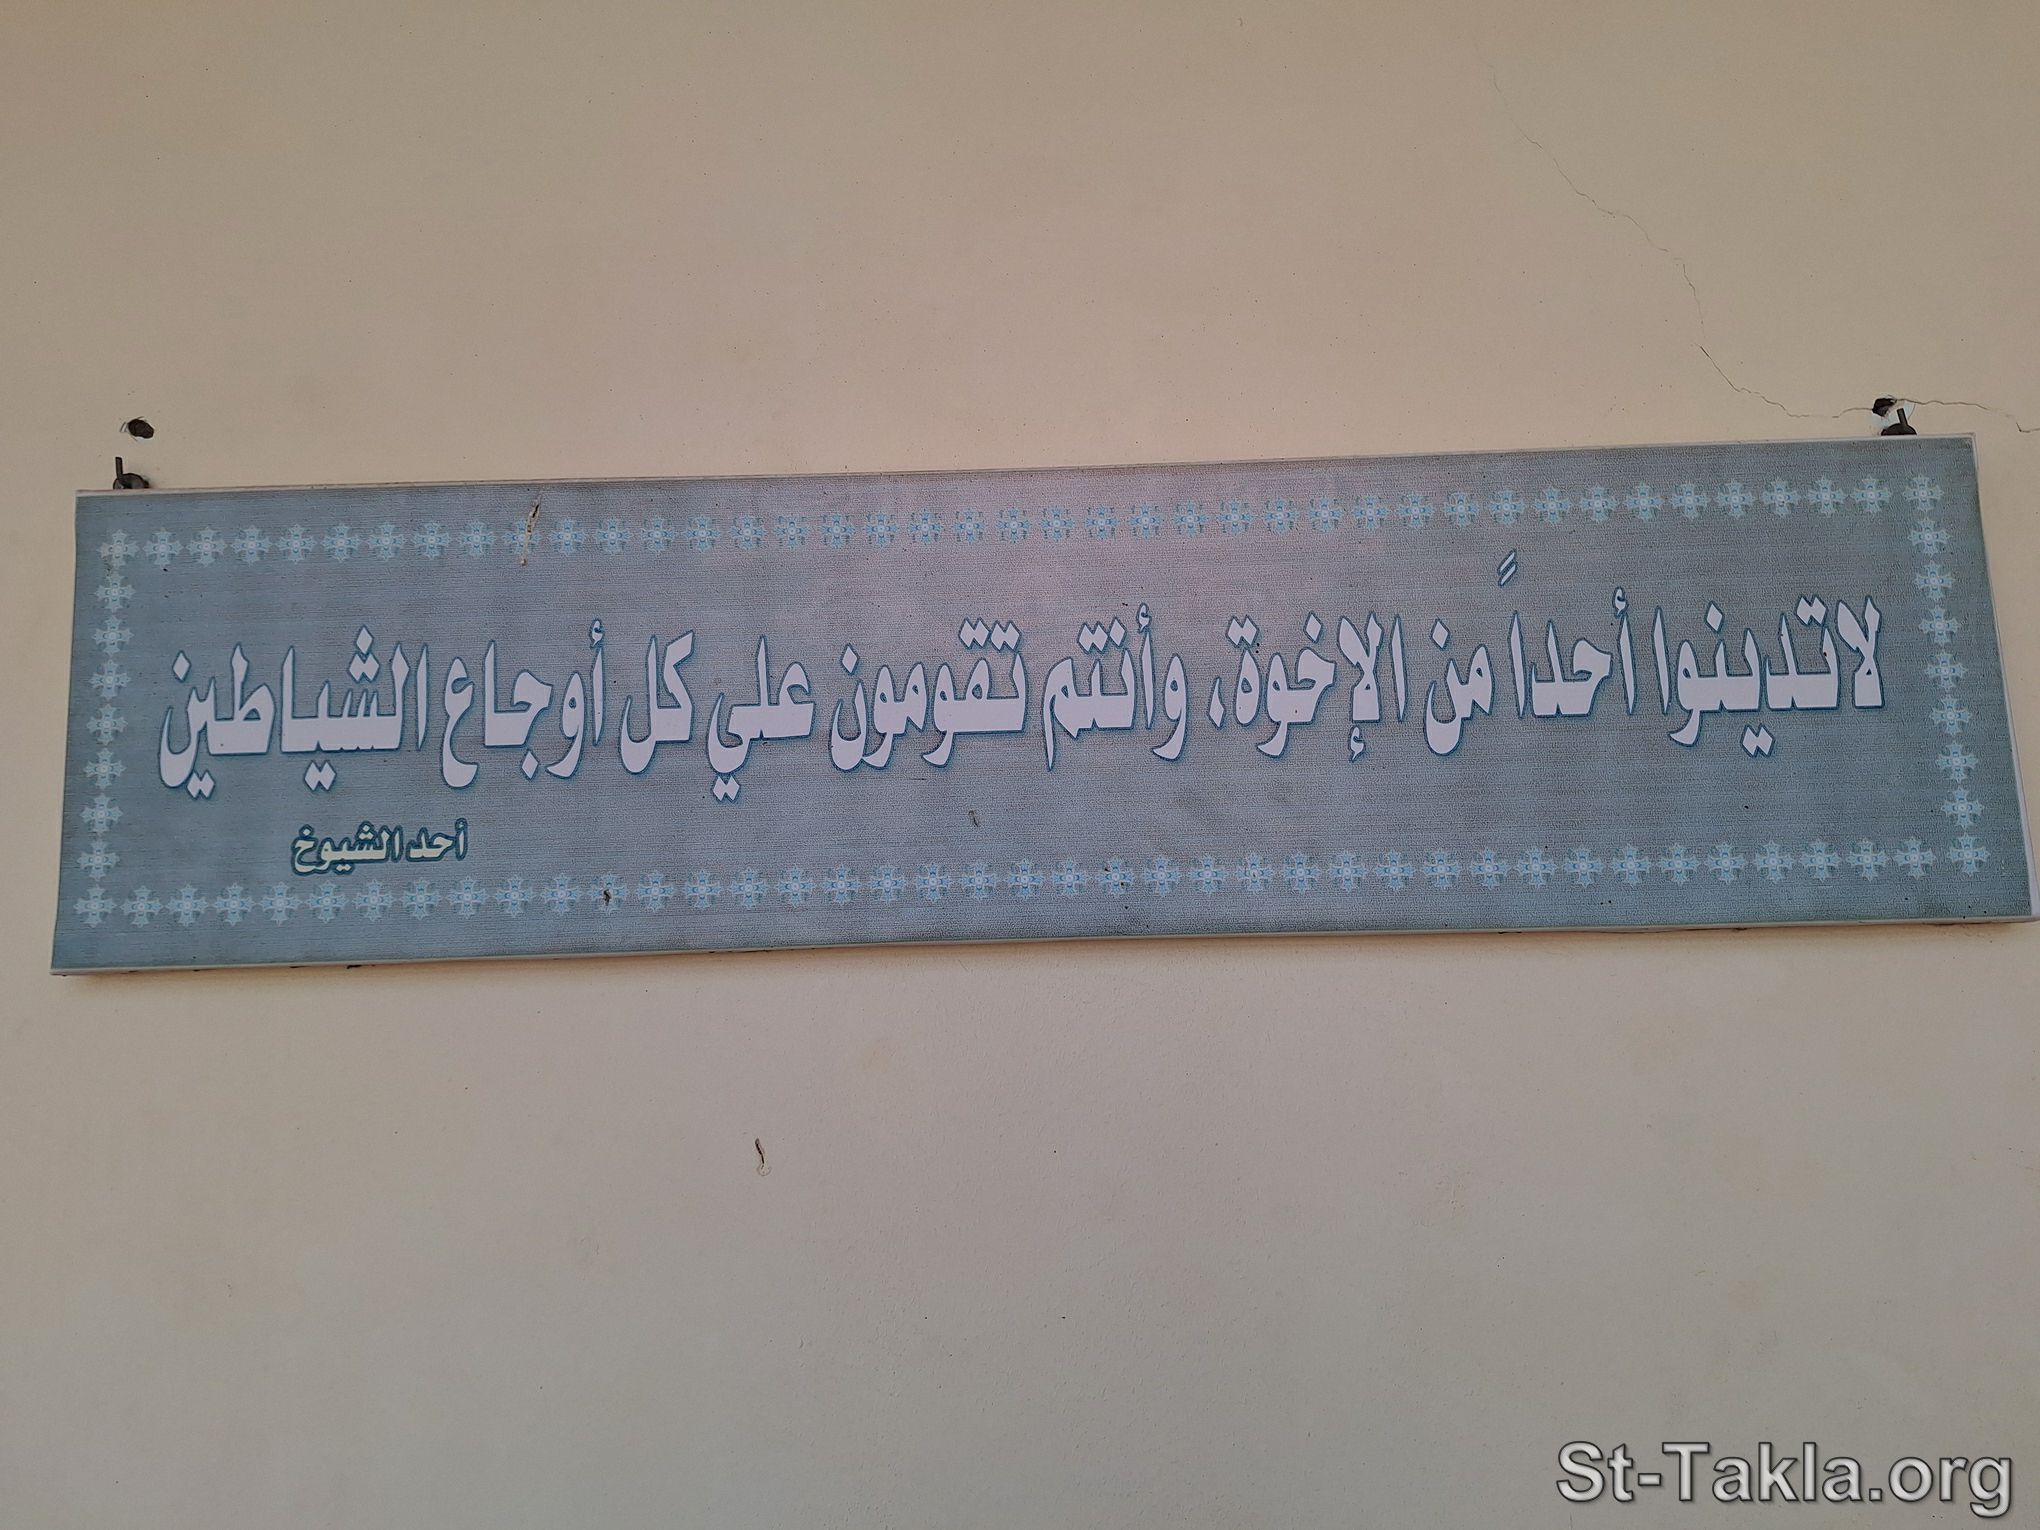 لاتدينوا أحداً من الإخوة، وأنتم تقومون علي كل أوجاع الشياطين
أحد الشيوخ
St-Takla.org